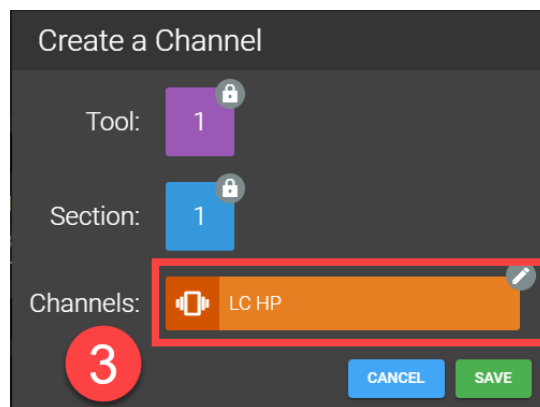 Create a Channel
Tool: 1
Section: 1
Channels: LC HP
3
CANCEL SAVE